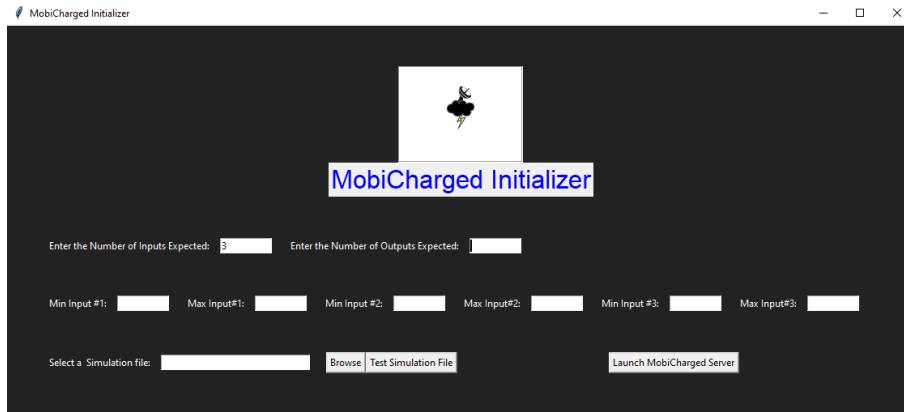 MobiCharged Initializer
MobiCharged Initializer
Enter the Number of Inputs Expected: 3 Enter the Number of Outputs Expected:
Min Input #1: Max Input#1: Min Input #2: Max Input#2: Min Input #3: Max Input#3:
Select a Simulation file: Browse Test Simulation File Launch MobiCharged Server